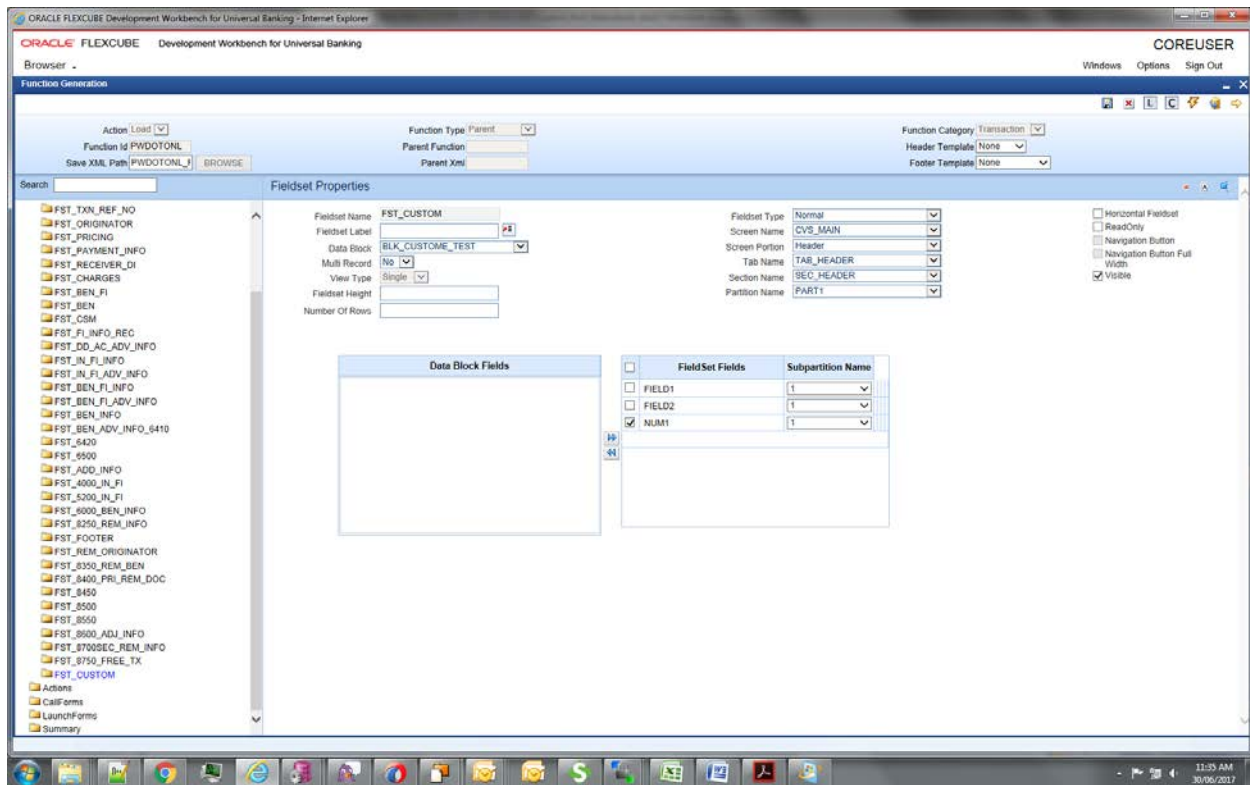 ORACLE FLEXCUBE Development Workbench for Universal Banking - Internet Explorer
ORACLE FLEXCUBE Development Workbench for Universal Banking
COREUSER
Browser
Windows Options Sign Out
Function Generation
L C
Action Load
Function Type Parent
Function Category Transaction
Function Id PWDOTONL
Parent Function
Header Template None
Save XML Path PWDOTONL_ BROWSE
Parent Xml
Footer Template None
Search
Fieldset Properties
FST_TXN_REF_NO
FST_ORIGINATOR
FST_PRICING
FST_PAYMENT_INFO
FST_RECEIVER_DI
FST_CHARGES
FST_BEN_FI
FST_BEN
FST_CSM
FST_FI_INFO_REC
FST_DD_AC_ADV_INFO
FST_IN_FI_INFO
FST_IN_FI_ADV_INFO
FST_BEN_FI_INFO
FST_BEN_FI_ADV_INFO
FST_BEN_INFO
FST_BEN_ADV_INFO_6410
FST_6420
FST_6500
FST_ADD_INFO
FST_4000_IN_FI
FST_5200_IN_FI
FST_6000_BEN_INFO
FST_8250_REM_INFO
FST_FOOTER
FST_REM_ORIGINATOR
FST_8350_REM_BEN
FST_8400_PRI_REM_DOC
FST_8450
FST_8500
FST_8550
FST_8600_ADJ_INFO
FST_8700SEC_REM_INFO
FST_8750_FREE_TX
FST_CUSTOM
Actions
CallForms
LaunchForms
Summary
Fieldset Name FST_CUSTOM
Fieldset Label
Data Block BLK_CUSTOME_TEST
Multi Record No
View Type Single
Fieldset Height
Number Of Rows
Fieldset Type Normal
Screen Name CVS_MAIN
Screen Portion Header
Tab Name TAB_HEADER
Section Name SEC_HEADER
Partition Name PART1
Horizontal Fieldset
ReadOnly
Navigation Button
Navigation Button Full
Width
Visible
Data Block Fields
FieldSet Fields Subpartition Name
FIELD1 1
FIELD2 1
NUM1 1
11:35 AM
30/06/2017